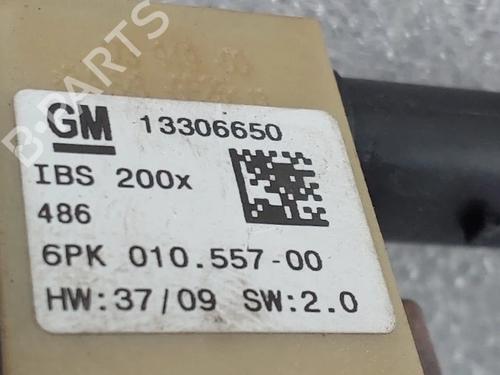 GM 13306650
IBS 200x
486
6PK 010.557-00
HW:37/09 SW:2.0
B-PARTS